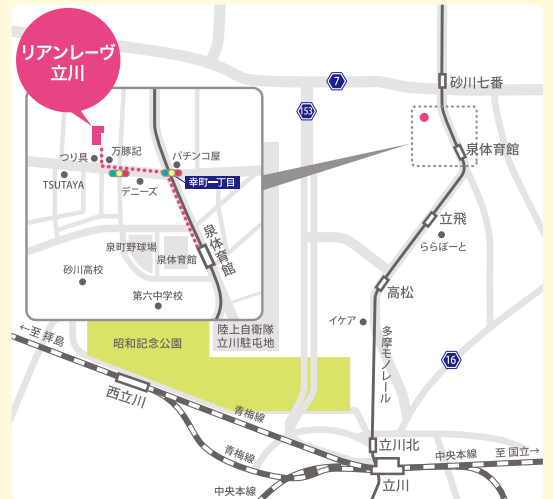 リアンレーヴ
立川
7
153
砂川七番
泉体育館
つり具
万豚記
パチンコ屋
TSUTAYA
デニーズ
幸町一丁目
立飛
ららぽーと
泉町野球場
泉体育館
泉体育館
砂川高校
第六中学校
高松
イケア
←至 拝島
昭和記念公園
陸上自衛隊
立川駐屯地
多摩モノレール
16
西立川
青梅線
青梅線
立川北
中央本線
至 国立→
立川
中央本線